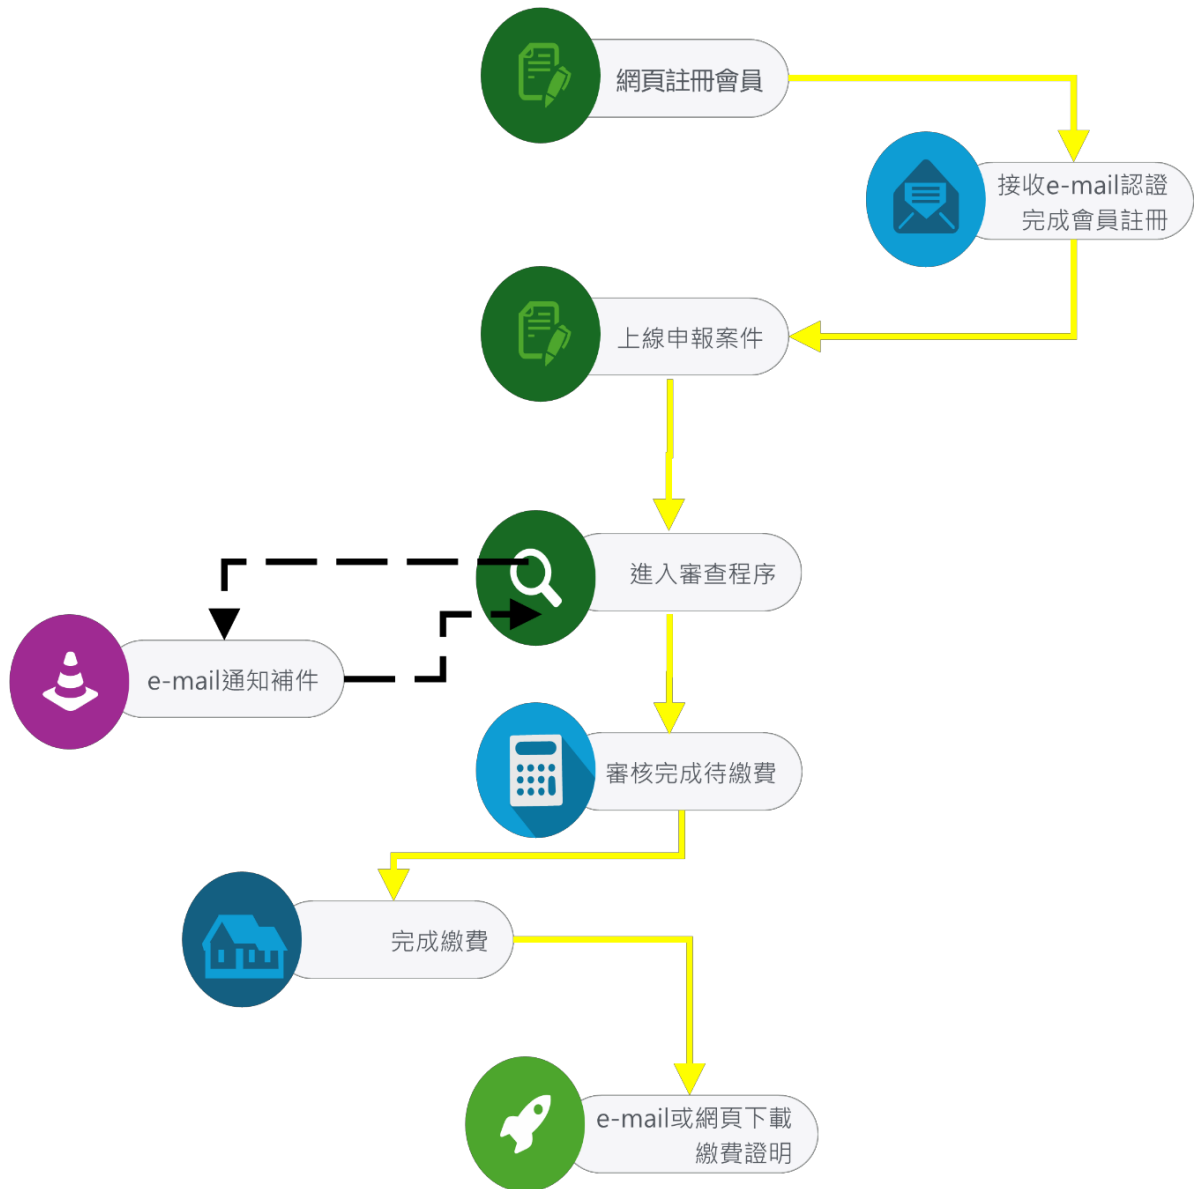 網頁註冊會員
接收e-mail認證
完成會員註冊
上線申報案件
進入審查程序
e-mail通知補件
審核完成待繳費
完成繳費
e-mail或網頁下載
繳費證明